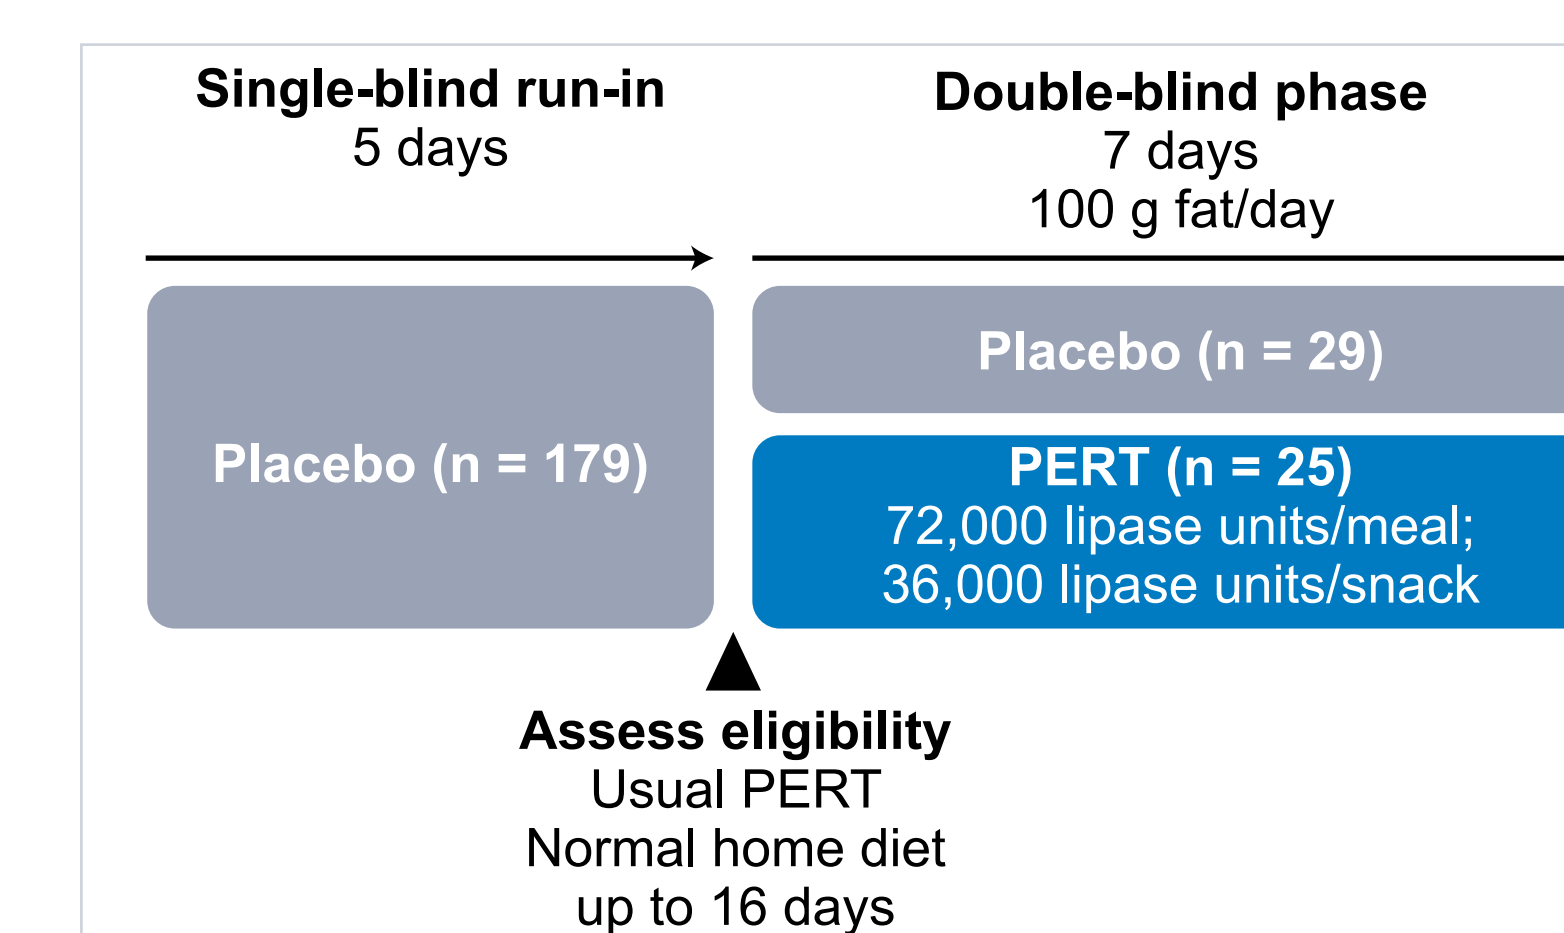 Single-blind run-in
5 days
Double-blind phase
7 days
100 g fat/day
Placebo (n = 179)
Placebo (n = 29)
PERT (n = 25)
72,000 lipase units/meal;
36,000 lipase units/snack
Assess eligibility
Usual PERT
Normal home diet
up to 16 days